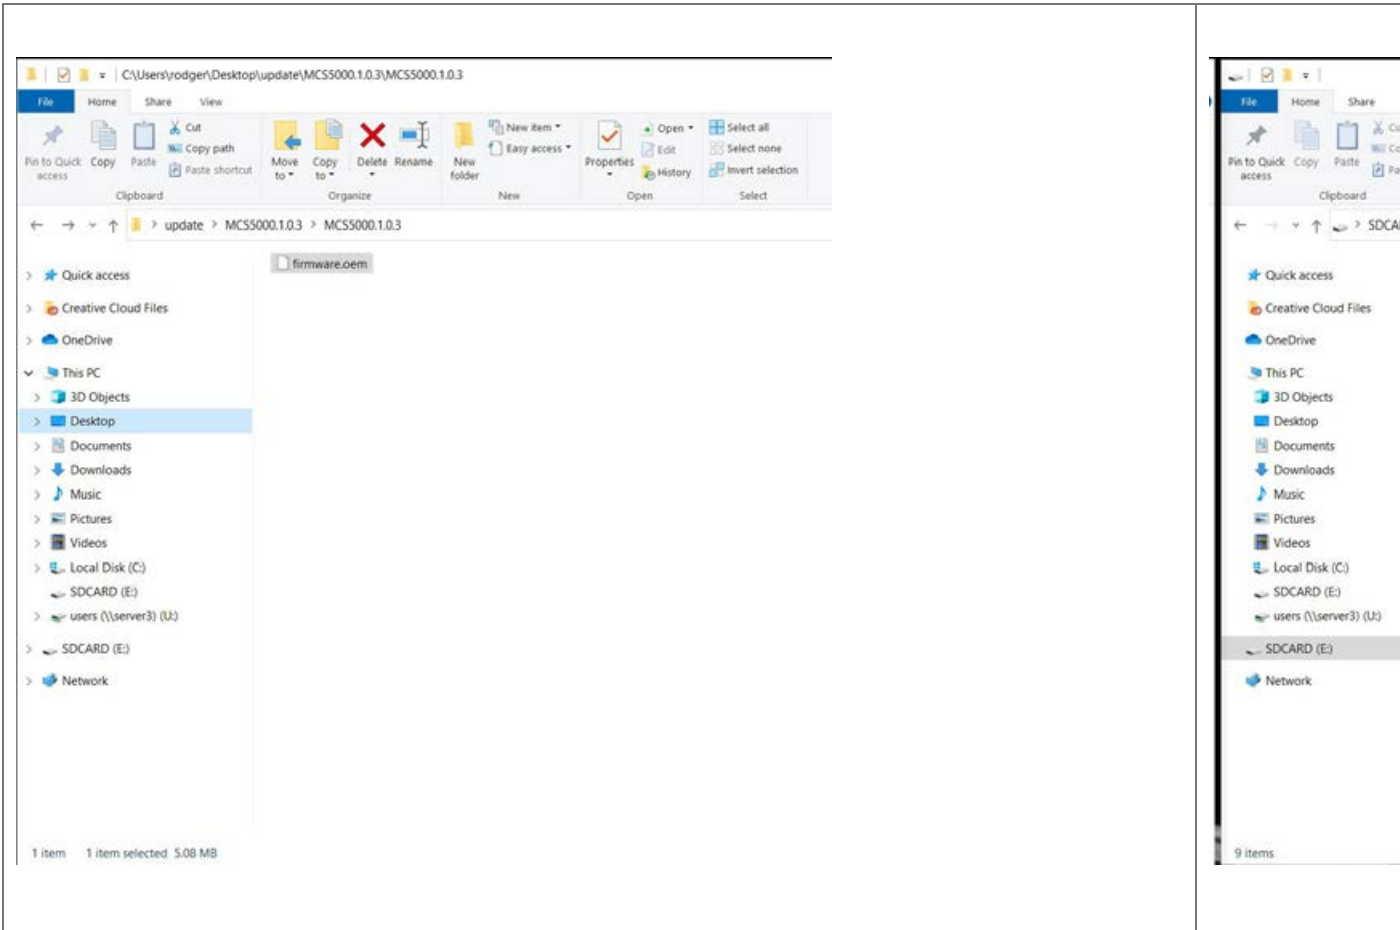 C:\Users\rodger\Desktop\update\MCS5000.1.0.3\MCS5000.1.0.3
File Home Share View
Pin to Quick access
Copy
Paste
Cut
Copy path
Paste shortcut
Clipboard
Move to
Copy to
Delete
Rename
Organize
New folder
New item
Easy access
New
Properties
Open
Edit
History
Open
Select all
Select none
Invert selection
Select
update > MCS5000.1.0.3 > MCS5000.1.0.3
firmware.oem
Quick access
Creative Cloud Files
OneDrive
This PC
3D Objects
Desktop
Documents
Downloads
Music
Pictures
Videos
Local Disk (C:)
SDCARD (E:)
users (\\server3) (U:)
SDCARD (E:)
Network
1 item 1 item selected 5.08 MB
File Home Share
Pin to Quick access
Copy
Paste
Clipboard
Quick access
Creative Cloud Files
OneDrive
This PC
3D Objects
Desktop
Documents
Downloads
Music
Pictures
Videos
Local Disk (C:)
SDCARD (E:)
users (\\server3) (U:)
SDCARD (E:)
Network
9 items